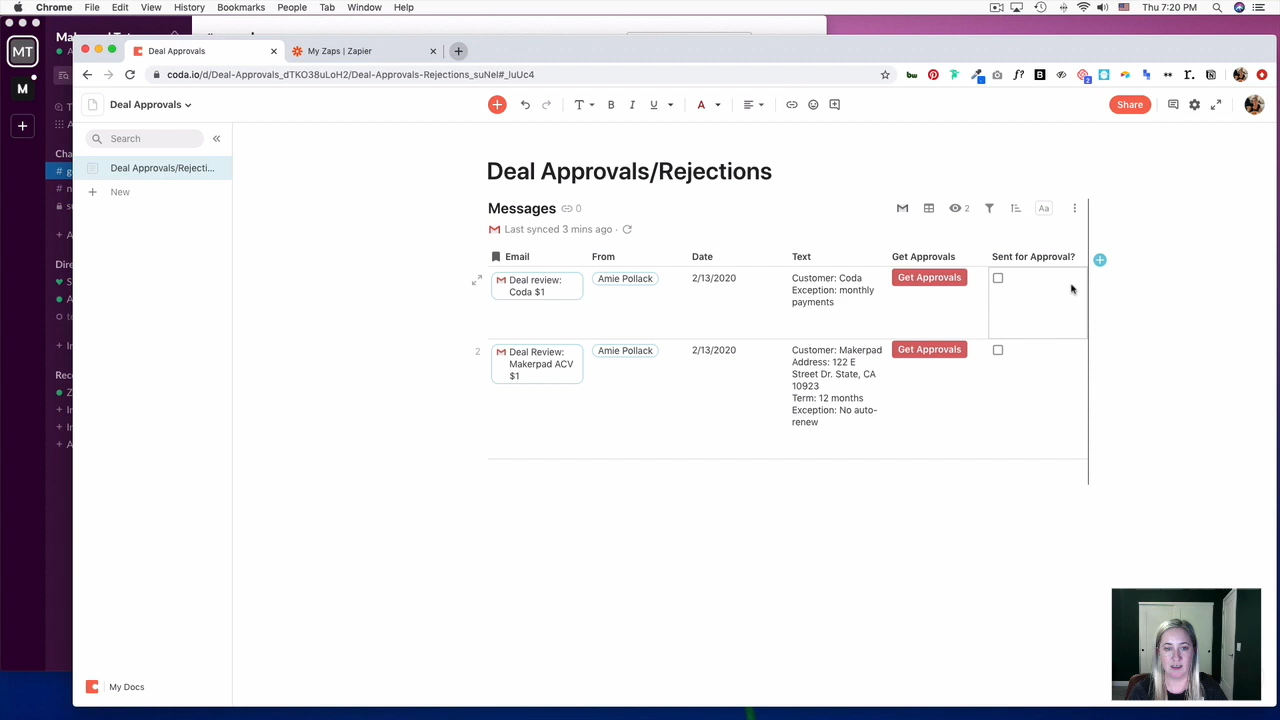 Chrome File Edit View History Bookmarks People Tab Window Help Thu 7:20 PM
MT
M
Deal Approvals
My Zaps | Zapier
coda.io/d/Deal-Approvals_dTKO38uLoH2/Deal-Approvals-Rejections_suNel#_luUc4
Deal Approvals
Share
Search
Deal Approvals/Rejecti...
New
Deal Approvals/Rejections
Messages 0
2
Aa
Last synced 3 mins ago ·
Email From Date Text Get Approvals Sent for Approval?
Deal review:
Coda $1
Amie Pollack
2/13/2020
Customer: Coda
Exception: monthly
payments
Get Approvals
2
Deal Review:
Makerpad ACV
$1
Amie Pollack
2/13/2020
Customer: Makerpad
Address: 122 E
Street Dr. State, CA
10923
Term: 12 months
Exception: No auto-
renew
Get Approvals
My Docs